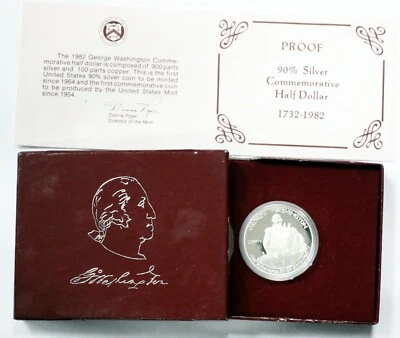 The 1982 George Washington Comme-
morative half dollar is composed of 900 parts
silver and 100 parts copper. This is the first
United States 90% silver coin to be minted
since 1964 and the first commemorative coin
to be produced by the United States Mint
since 1954.
Donna Pope
Donna Pope
Director of the Mint
PROOF
90% Silver
Commemorative
Half Dollar
1732-1982
GWashington